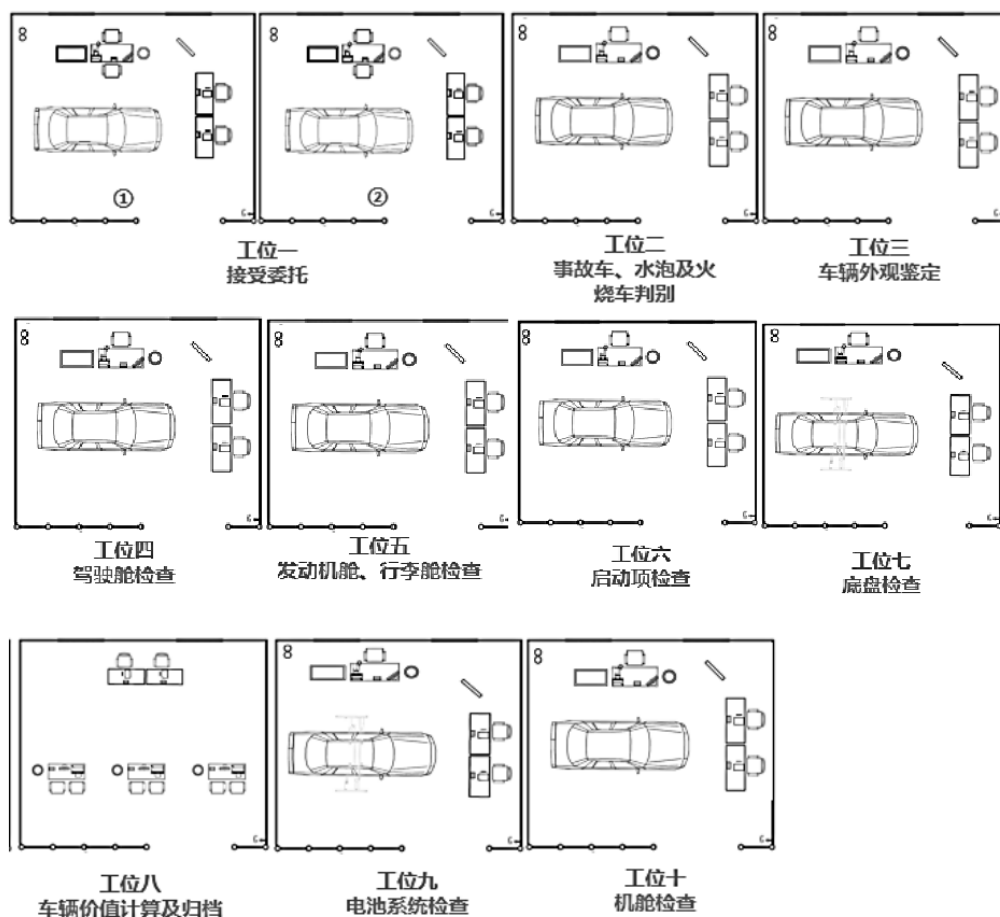 ① ②
工位一
接受委托
工位二
事故车、水泡及火
烧车判别
工位三
车辆外观鉴定
工位四
驾驶舱检查
工位五
发动机舱、行李舱检查
工位六
启动项检查
工位七
底盘检查
工位八
车辆价值计算及归档
工位九
电池系统检查
工位十
机舱检查